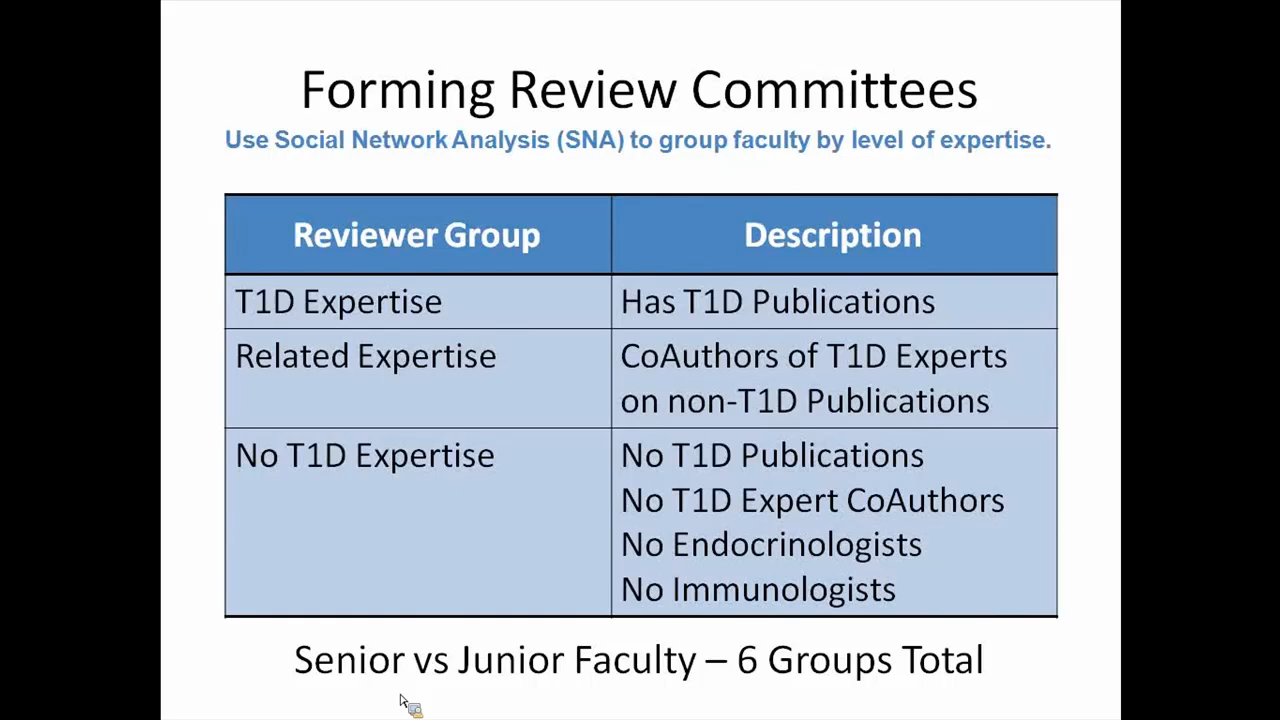 Forming Review Committees
Use Social Network Analysis (SNA) to group faculty by level of expertise.
Reviewer Group
Description
T1D Expertise
Has T1D Publications
Related Expertise
CoAuthors of T1D Experts
on non-T1D Publications
No T1D Expertise
No T1D Publications
No T1D Expert CoAuthors
No Endocrinologists
No Immunologists
Senior vs Junior Faculty – 6 Groups Total